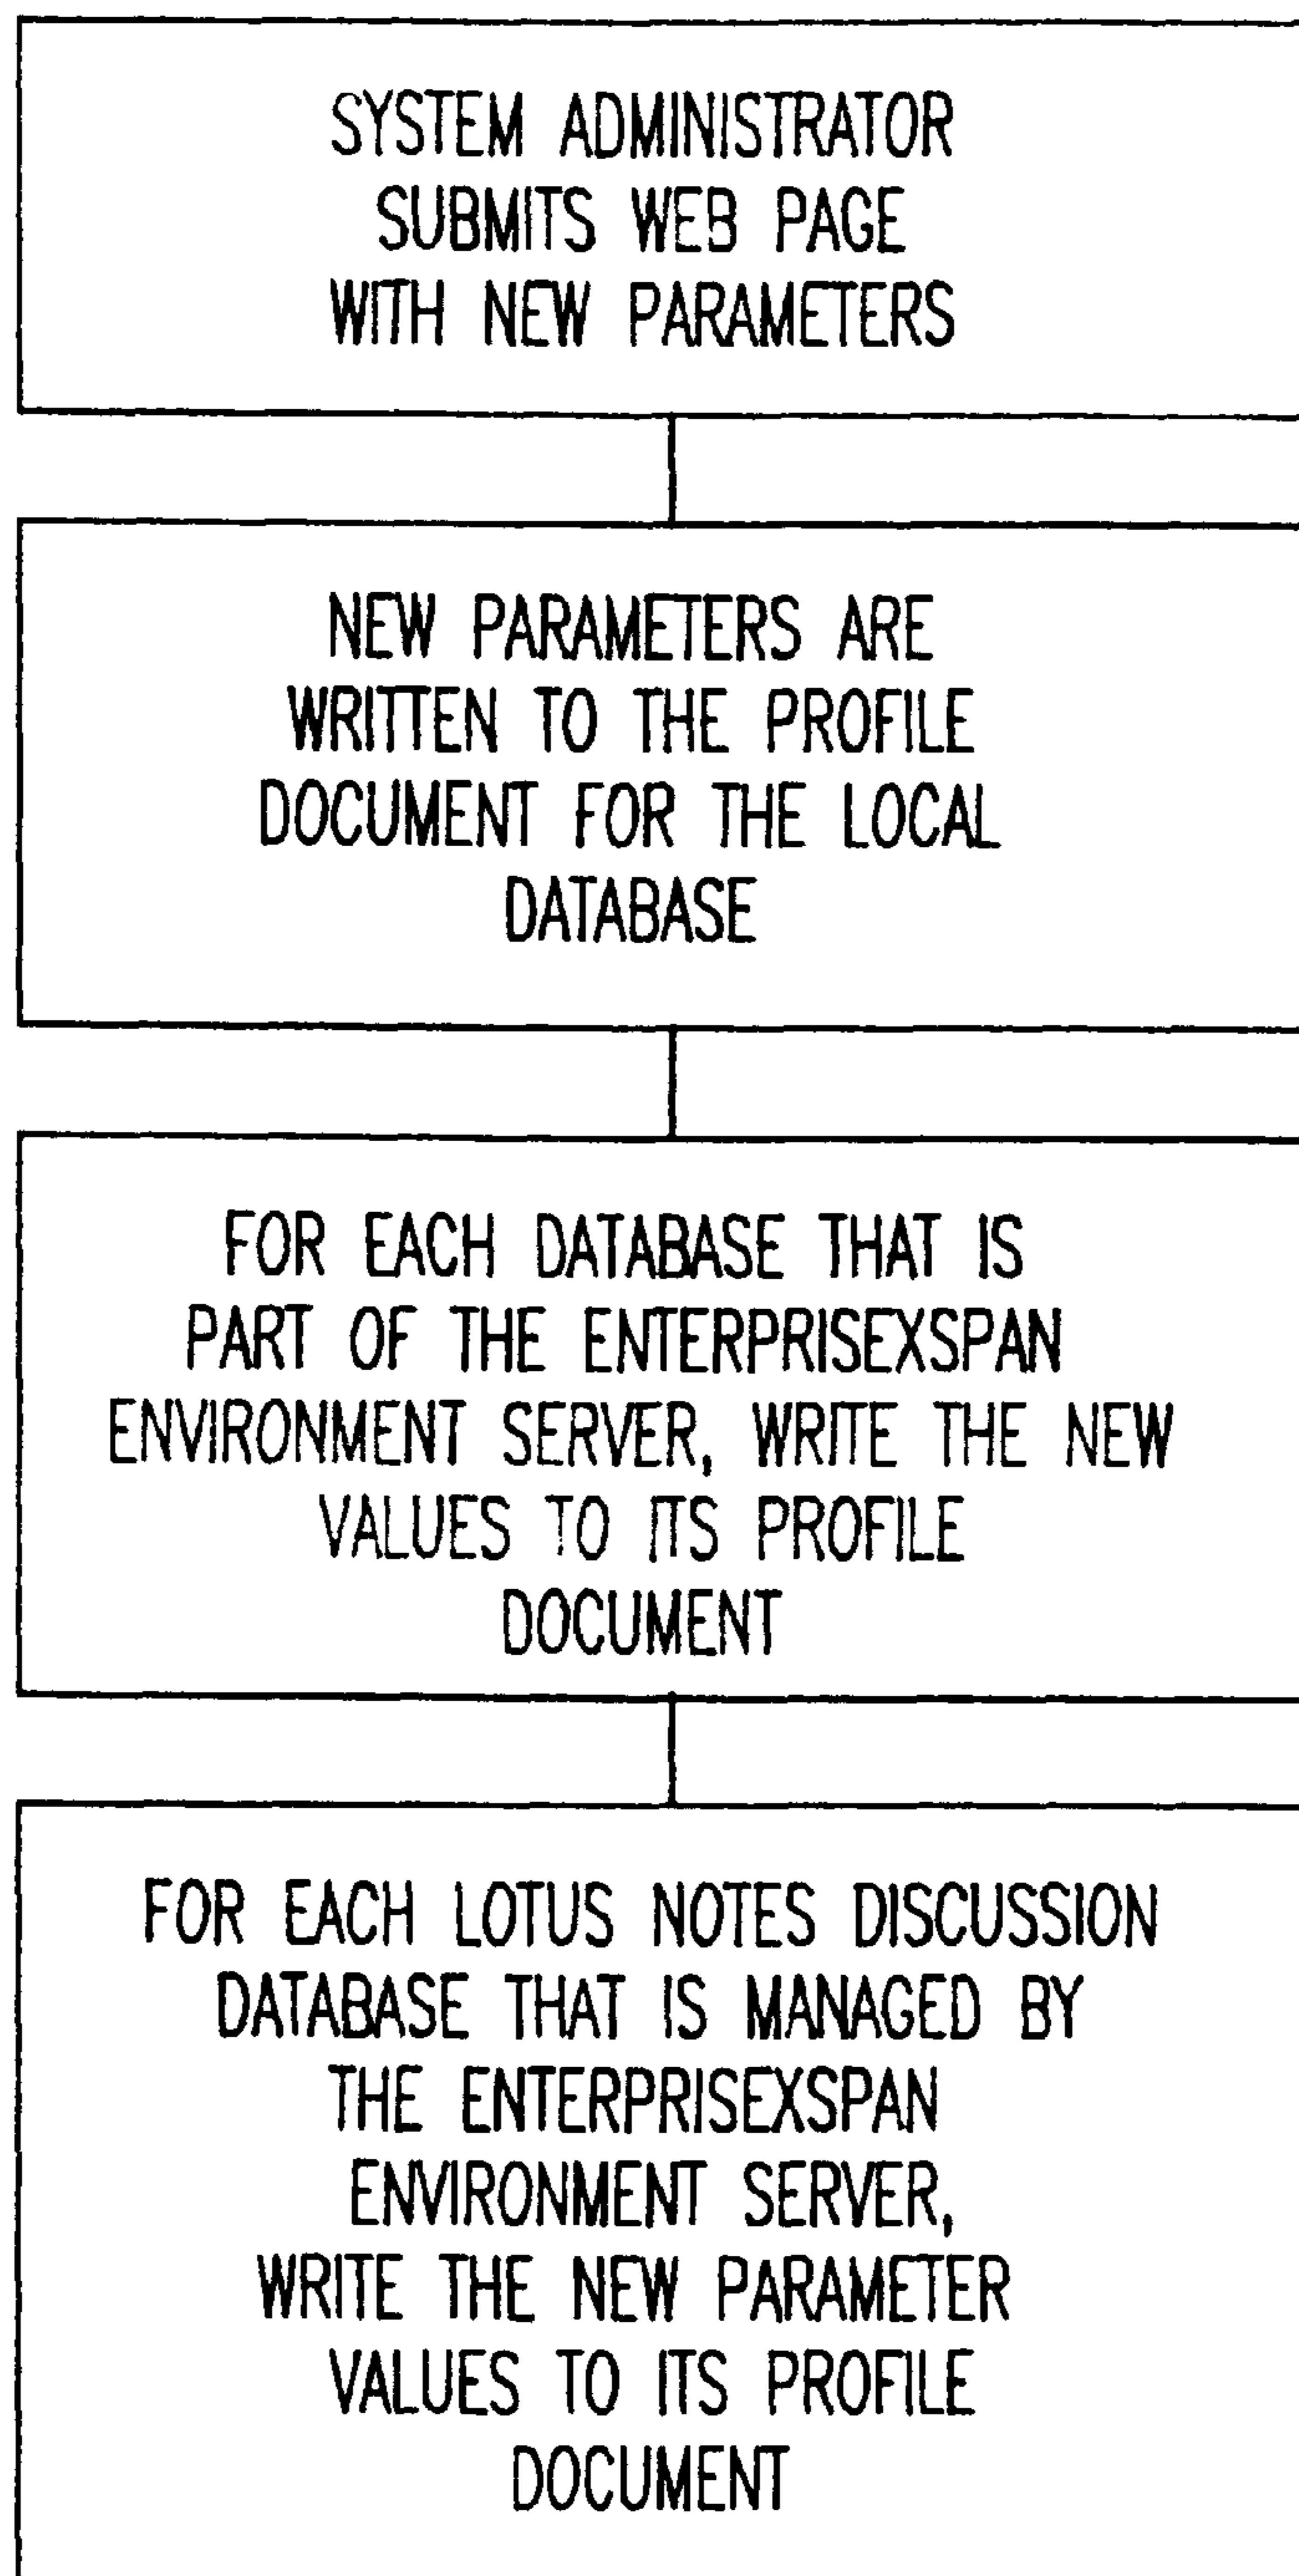 SYSTEM ADMINISTRATOR
SUBMITS WEB PAGE
WITH NEW PARAMETERS
NEW PARAMETERS ARE
WRITTEN TO THE PROFILE
DOCUMENT FOR THE LOCAL
DATABASE
FOR EACH DATABASE THAT IS
PART OF THE ENTERPRISEXSPAN
ENVIRONMENT SERVER, WRITE THE NEW
VALUES TO ITS PROFILE
DOCUMENT
FOR EACH LOTUS NOTES DISCUSSION
DATABASE THAT IS MANAGED BY
THE ENTERPRISEXSPAN
ENVIRONMENT SERVER,
WRITE THE NEW PARAMETER
VALUES TO ITS PROFILE
DOCUMENT